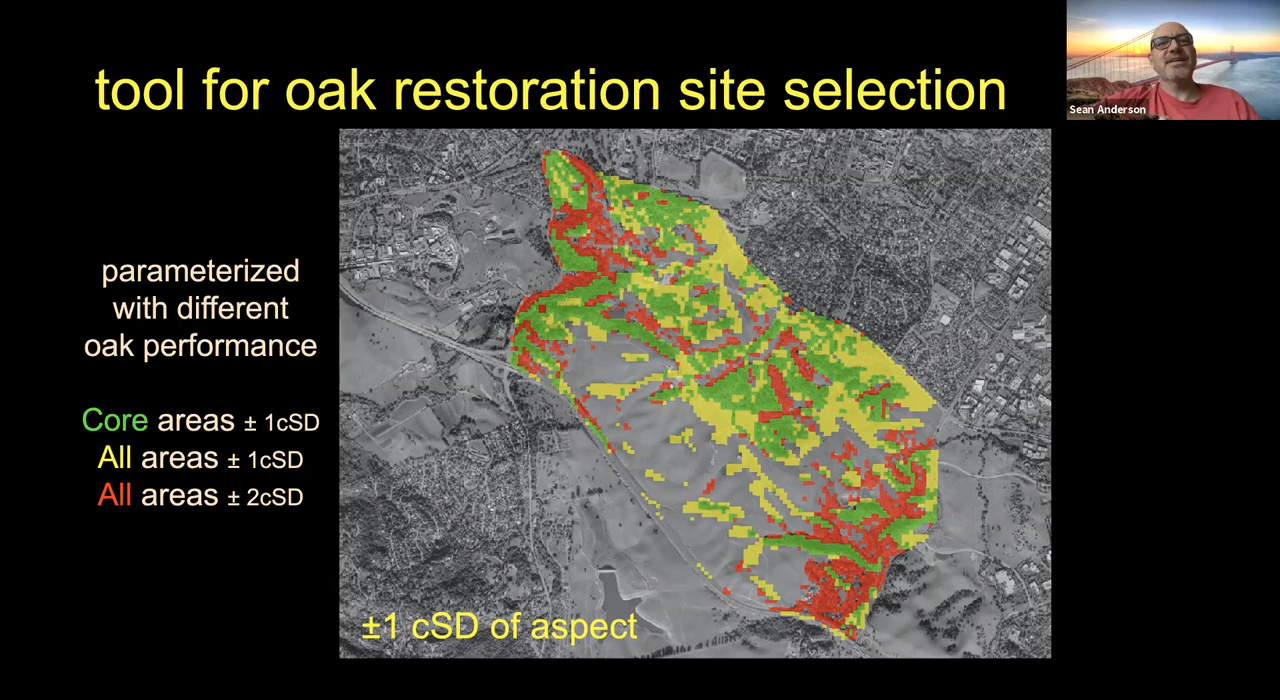 tool for oak restoration site selection
Sean Anderson
parameterized
with different
oak performance
Core areas ± 1cSD
All areas ± 1cSD
All areas ± 2cSD
±1 cSD of aspect